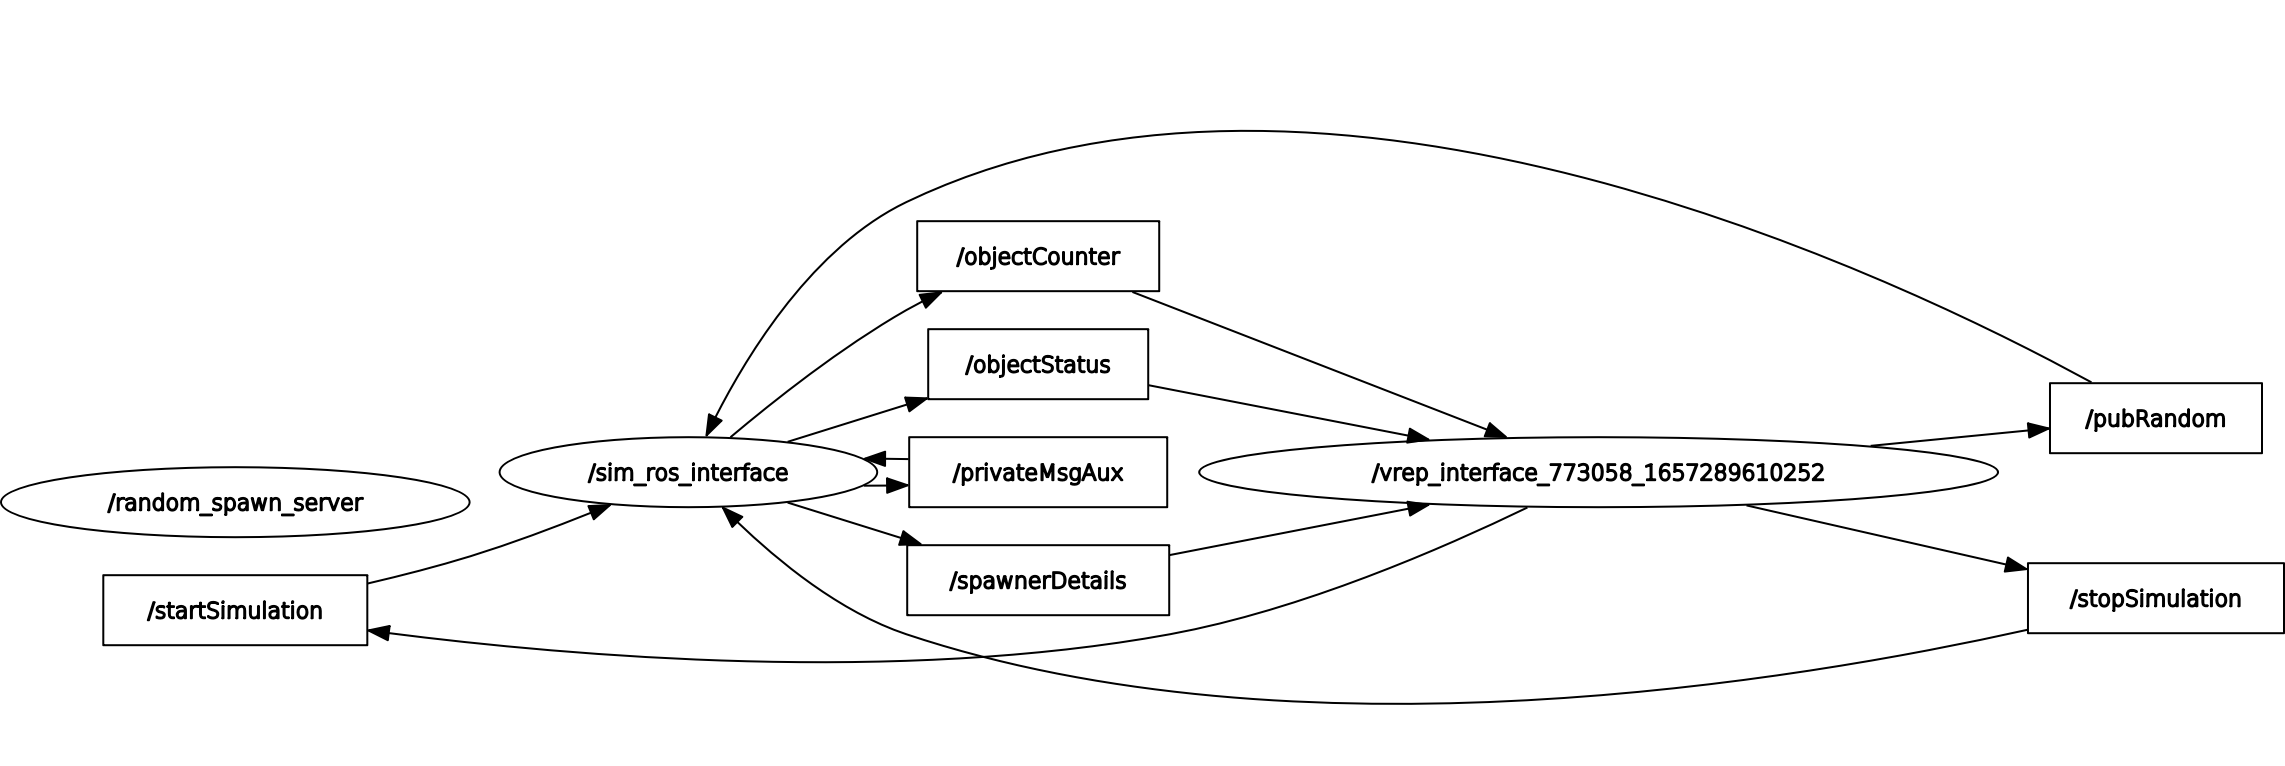 /objectCounter
/objectStatus
/pubRandom
/sim_ros_interface
/privateMsgAux
/vrep_interface_773058_1657289610252
/random_spawn_server
/spawnerDetails
/stopSimulation
/startSimulation